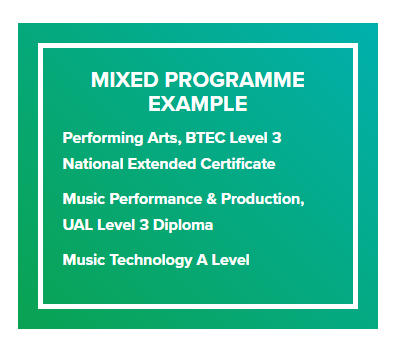 MIXED PROGRAMME
EXAMPLE
Performing Arts, BTEC Level 3
National Extended Certificate
Music Performance & Production,
UAL Level 3 Diploma
Music Technology A Level